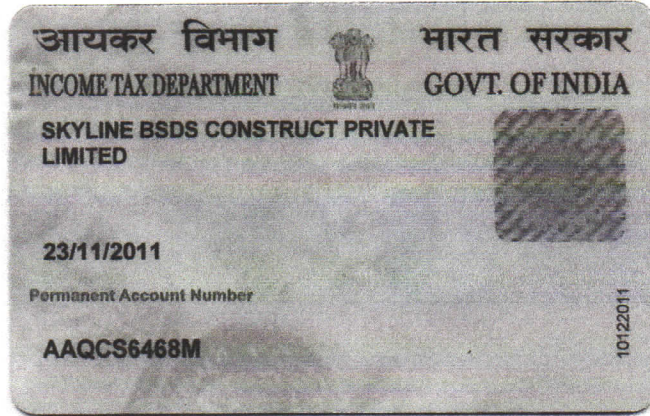 आयकर विभाग
भारत सरकार
INCOME TAX DEPARTMENT
GOVT. OF INDIA
SKYLINE BSDS CONSTRUCT PRIVATE
LIMITED
23/11/2011
Permanent Account Number
AAQCS6468M
10122011